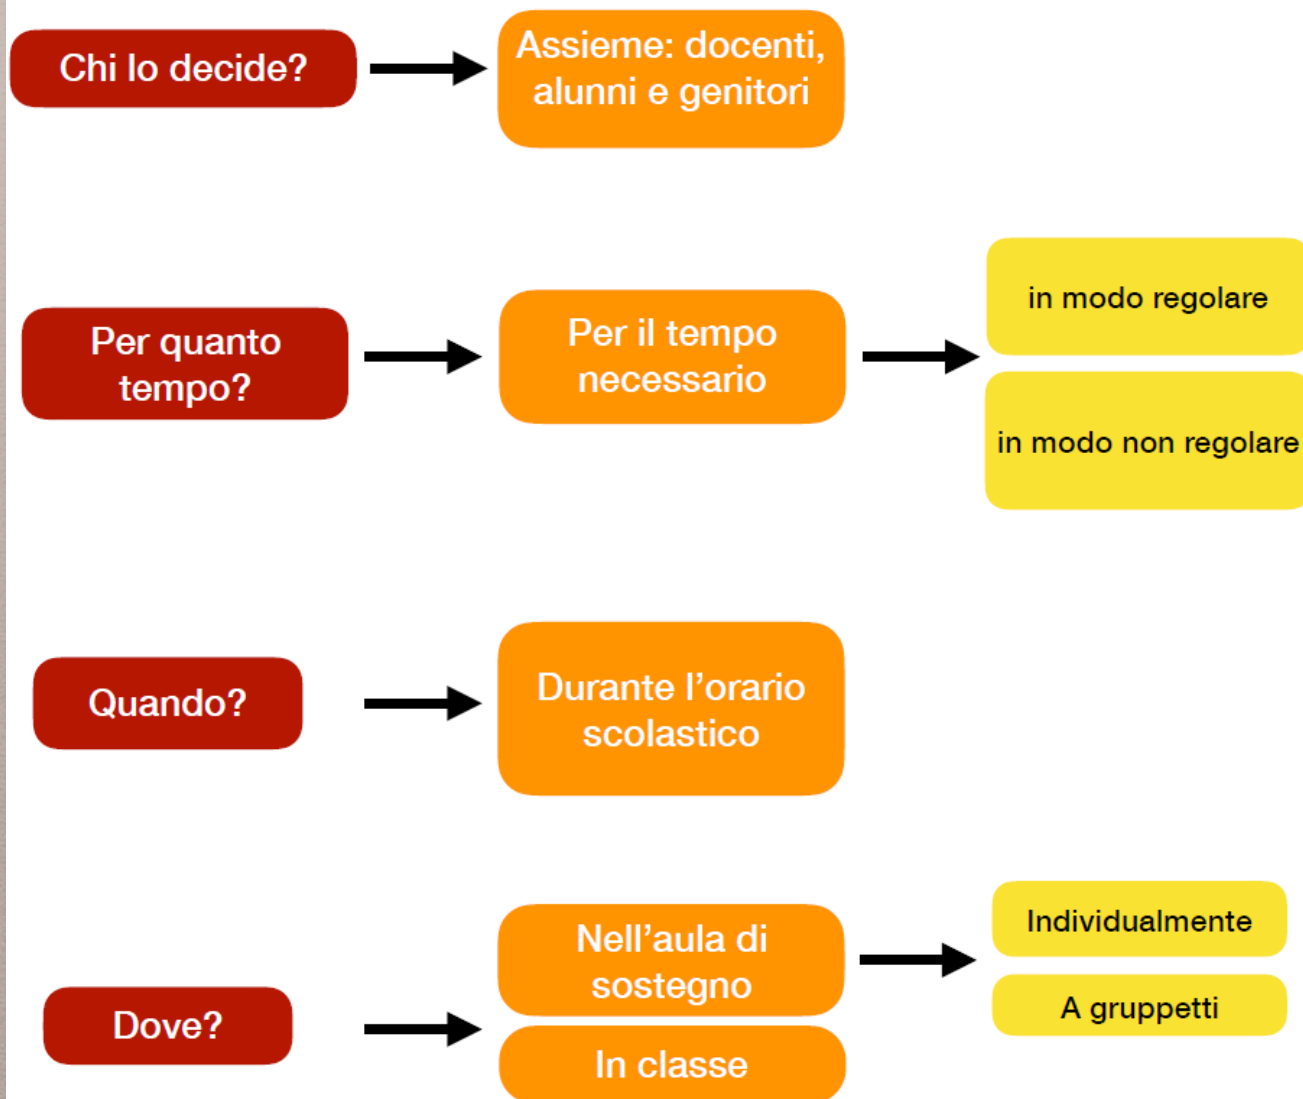 Chi lo decide?
Assieme: docenti,
alunni e genitori
Per quanto
tempo?
Per il tempo
necessario
in modo regolare
in modo non regolare
Quando?
Durante l'orario
scolastico
Dove?
Nell'aula di
sostegno
In classe
Individualmente
A gruppetti